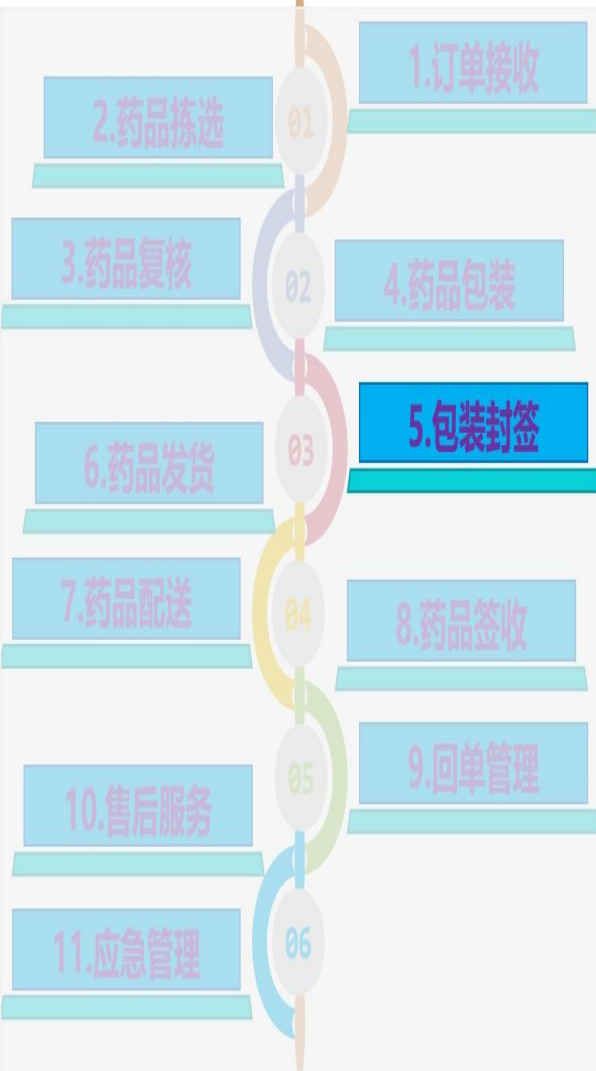 1.订单接收
2.药品拣选
01
3.药品复核
4.药品包装
02
5.包装封签
6.药品发货
03
7.药品配送
8.药品签收
04
9.回单管理
10.售后服务
05
11.应急管理
06